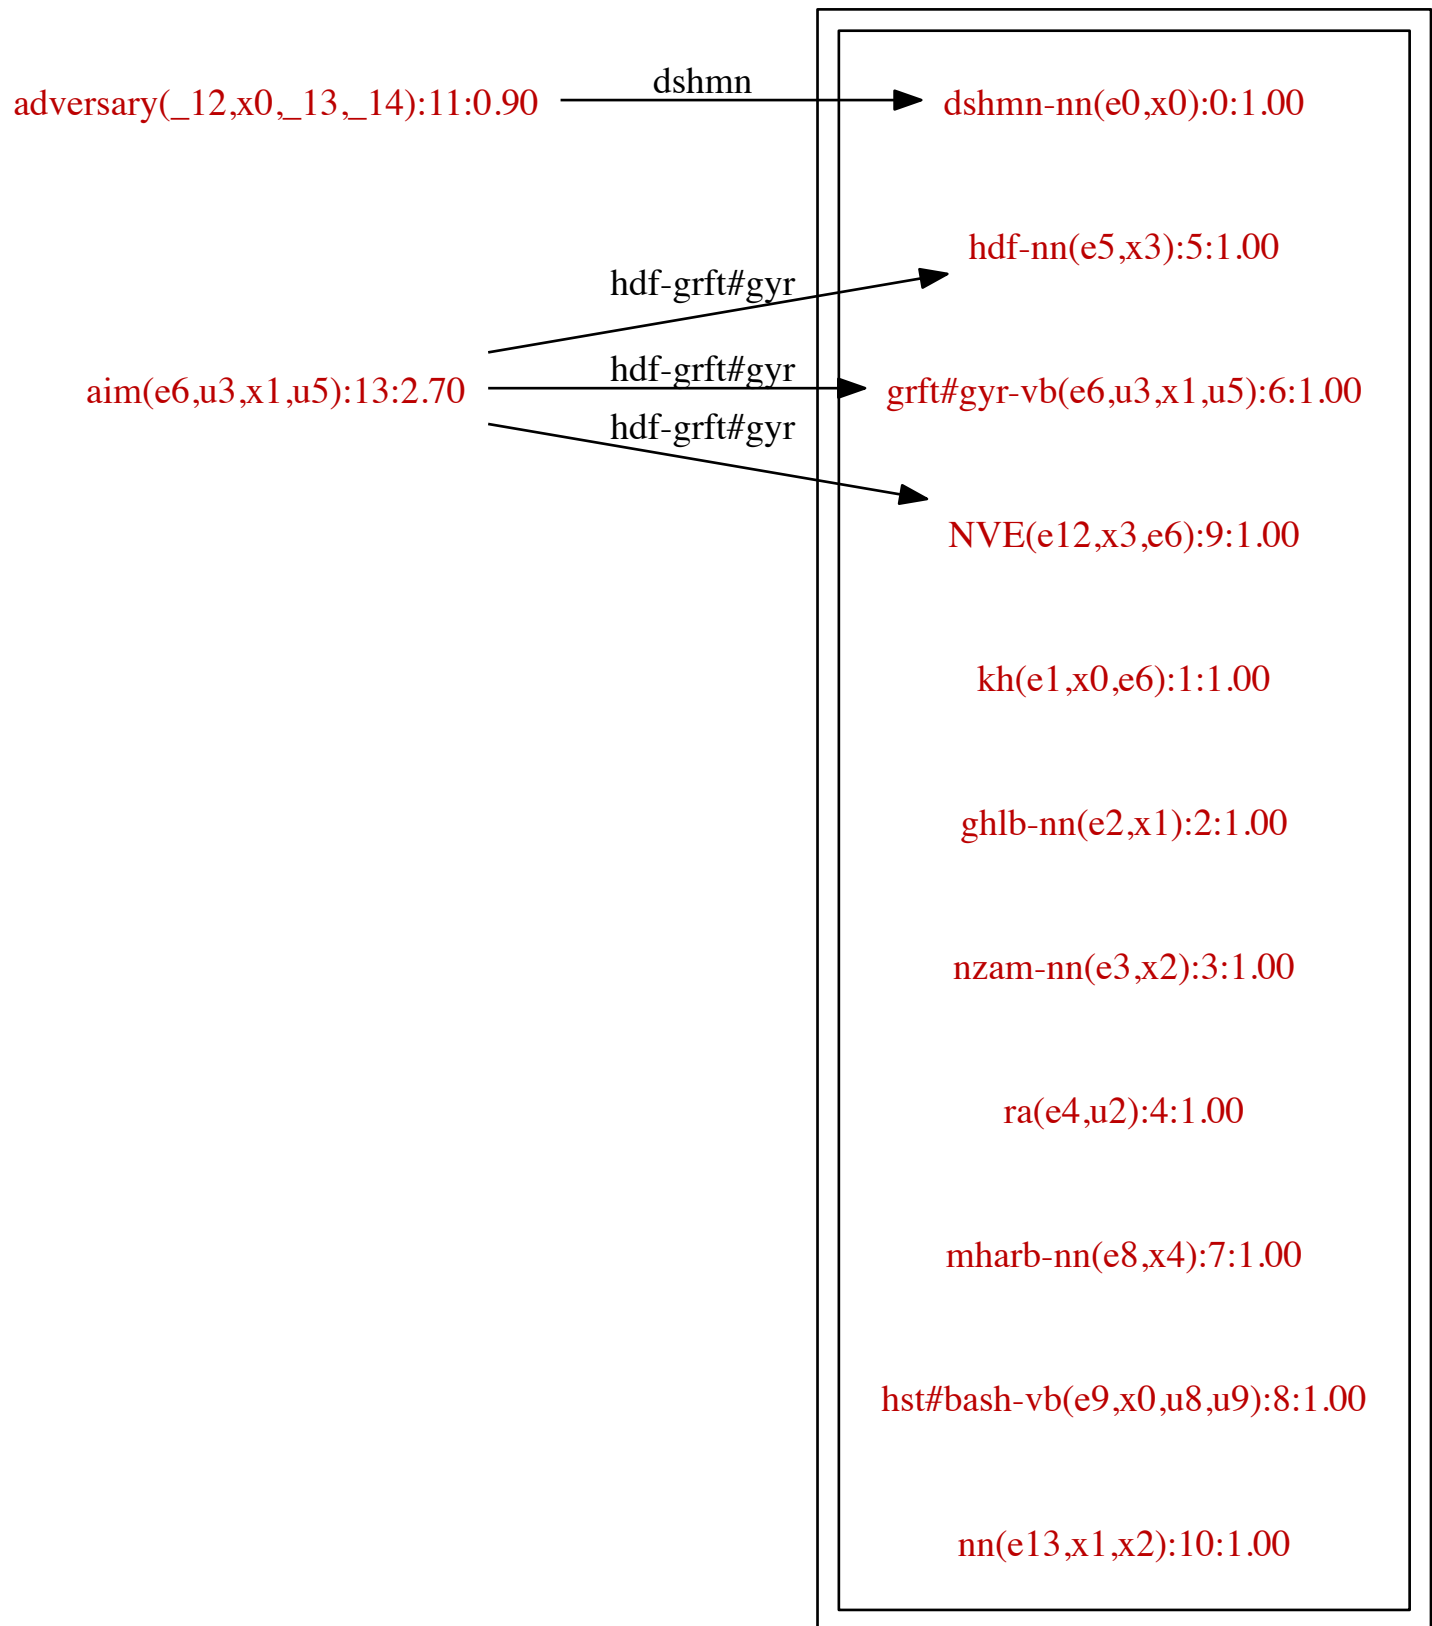 adversary(_12,x0,_13,_14):11:0.90
dshmn
dshmn-nn(e0,x0):0:1.00
hdf-nn(e5,x3):5:1.00
hdf-grft#gyr
aim(e6,u3,x1,u5):13:2.70
hdf-grft#gyr
grft#gyr-vb(e6,u3,x1,u5):6:1.00
hdf-grft#gyr
NVE(e12,x3,e6):9:1.00
kh(e1,x0,e6):1:1.00
ghlb-nn(e2,x1):2:1.00
nzam-nn(e3,x2):3:1.00
ra(e4,u2):4:1.00
mharb-nn(e8,x4):7:1.00
hst#bash-vb(e9,x0,u8,u9):8:1.00
nn(e13,x1,x2):10:1.00